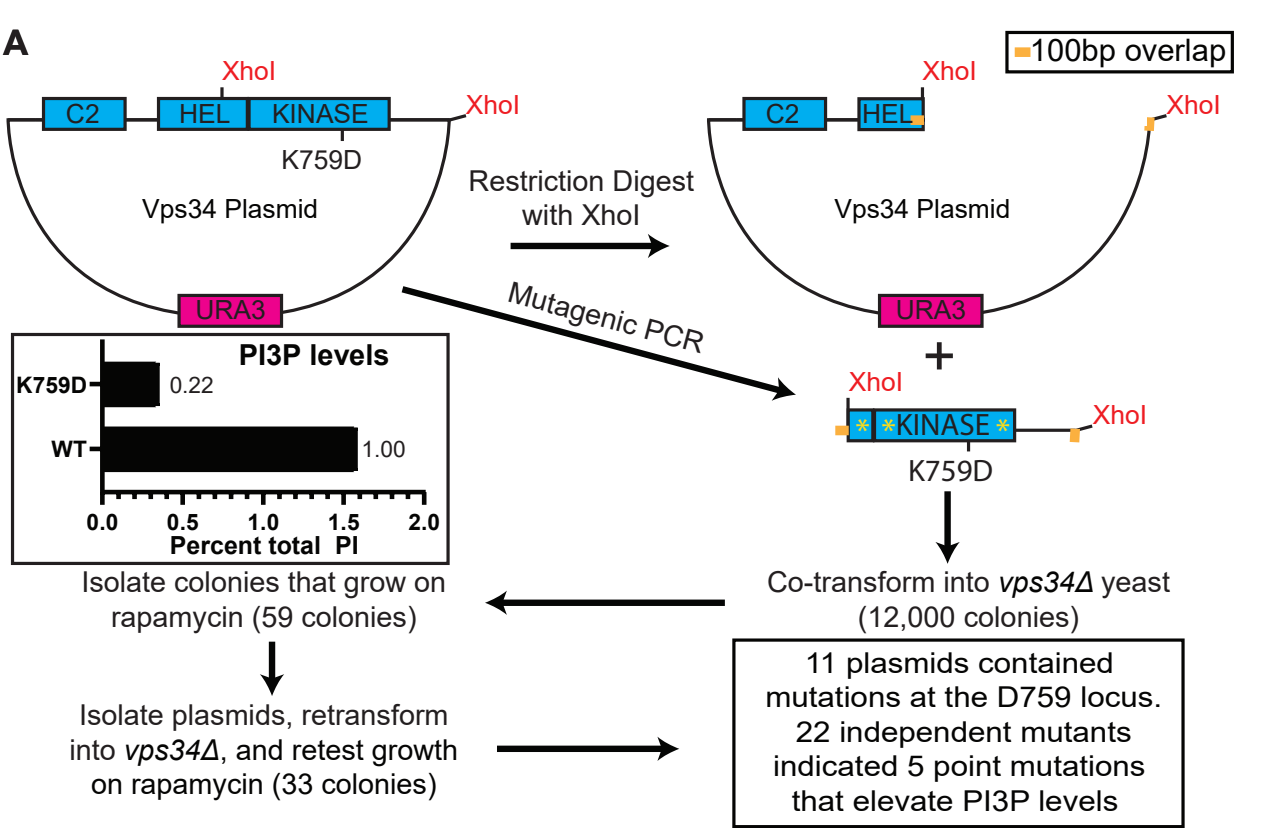 A
XhoI
C2
HEL
KINASE
XhoI
K759D
Vps34 Plasmid
URA3
Restriction Digest
with XhoI
Mutagenic PCR
100bp overlap
XhoI
C2
HEL
XhoI
Vps34 Plasmid
URA3
+
XhoI
* *KINASE *
XhoI
K759D
PI3P levels
K759D
0.22
WT
1.00
0.0 0.5 1.0 1.5 2.0
Percent total PI
Co-transform into vps34Δ yeast
(12,000 colonies)
Isolate colonies that grow on
rapamycin (59 colonies)
Isolate plasmids, retransform
into vps34Δ, and retest growth
on rapamycin (33 colonies)
11 plasmids contained
mutations at the D759 locus.
22 independent mutants
indicated 5 point mutations
that elevate PI3P levels